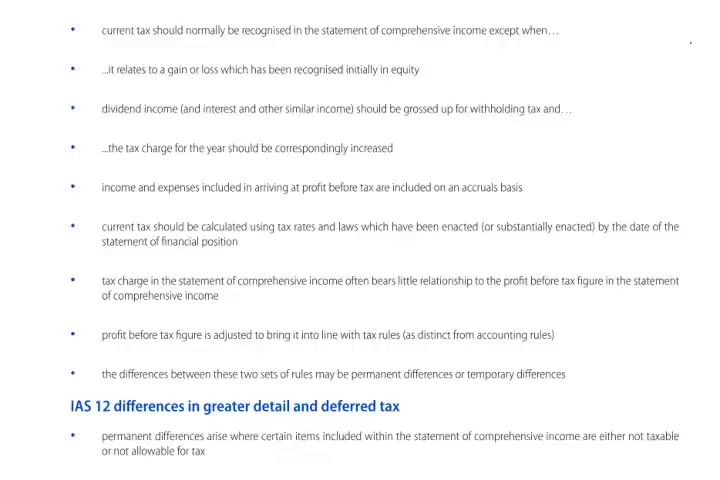 • current tax should normally be recognised in the statement of comprehensive income except when…
• ...it relates to a gain or loss which has been recognised initially in equity
• dividend income (and interest and other similar income) should be grossed up for withholding tax and…
• ...the tax charge for the year should be correspondingly increased
• income and expenses included in arriving at profit before tax are included on an accruals basis
• current tax should be calculated using tax rates and laws which have been enacted (or substantially enacted) by the date of the
statement of financial position
• tax charge in the statement of comprehensive income often bears little relationship to the profit before tax figure in the statement
of comprehensive income
• profit before tax figure is adjusted to bring it into line with tax rules (as distinct from accounting rules)
• the differences between these two sets of rules may be permanent differences or temporary differences
IAS 12 differences in greater detail and deferred tax
• permanent differences arise where certain items included within the statement of comprehensive income are either not taxable
or not allowable for tax